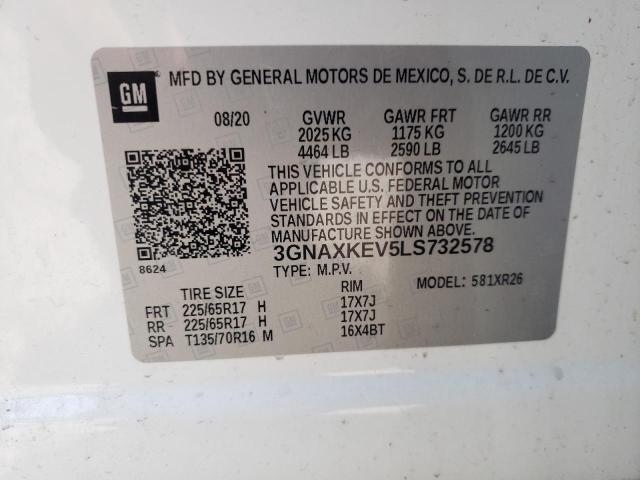 GM
MFD BY GENERAL MOTORS DE MEXICO, S. DE R.L. DE C.V.
08/20 GVWR GAWR FRT GAWR RR
2025 KG 1175 KG 1200 KG
4464 LB 2590 LB 2645 LB
THIS VEHICLE CONFORMS TO ALL
APPLICABLE U.S. FEDERAL MOTOR
VEHICLE SAFETY AND THEFT PREVENTION
STANDARDS IN EFFECT ON THE DATE OF
MANUFACTURE SHOWN ABOVE.
8624 3GNAXKEV5LS732578
TYPE: M.P.V. MODEL: 581XR26
TIRE SIZE RIM
FRT 225/65R17 H 17X7J
RR 225/65R17 H 17X7J
SPA T135/70R16 M 16X4BT